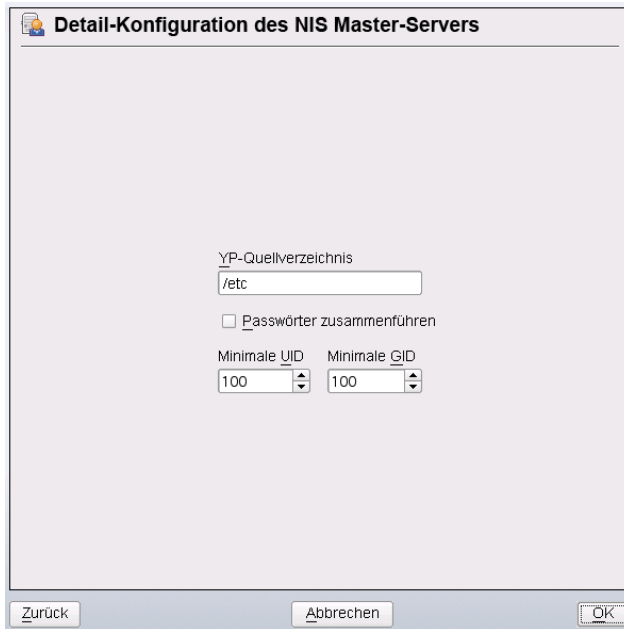 Detail-Konfiguration des NIS Master-Servers
YP-Quellverzeichnis
/etc
Passwörter zusammenführen
Minimale UID Minimale GID
100 100
Zurück Abbrechen OK